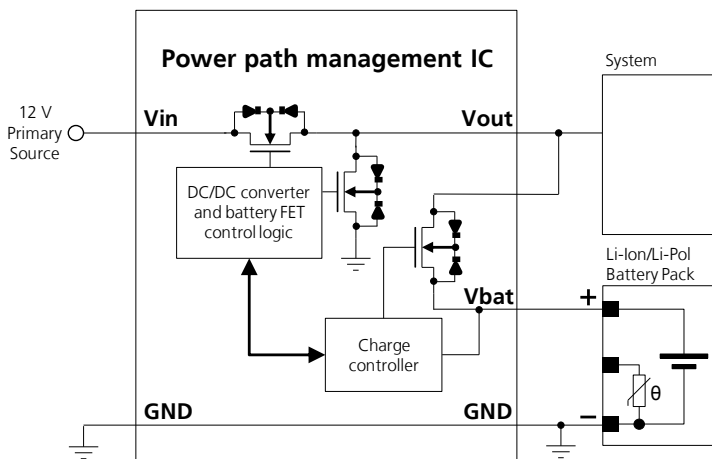 Power path management IC
System
12 V
Primary
Source
Vin
Vout
DC/DC converter
and battery FET
control logic
Li-Ion/Li-Pol
Battery Pack
Vbat
+
Charge
controller
θ
GND
GND
−